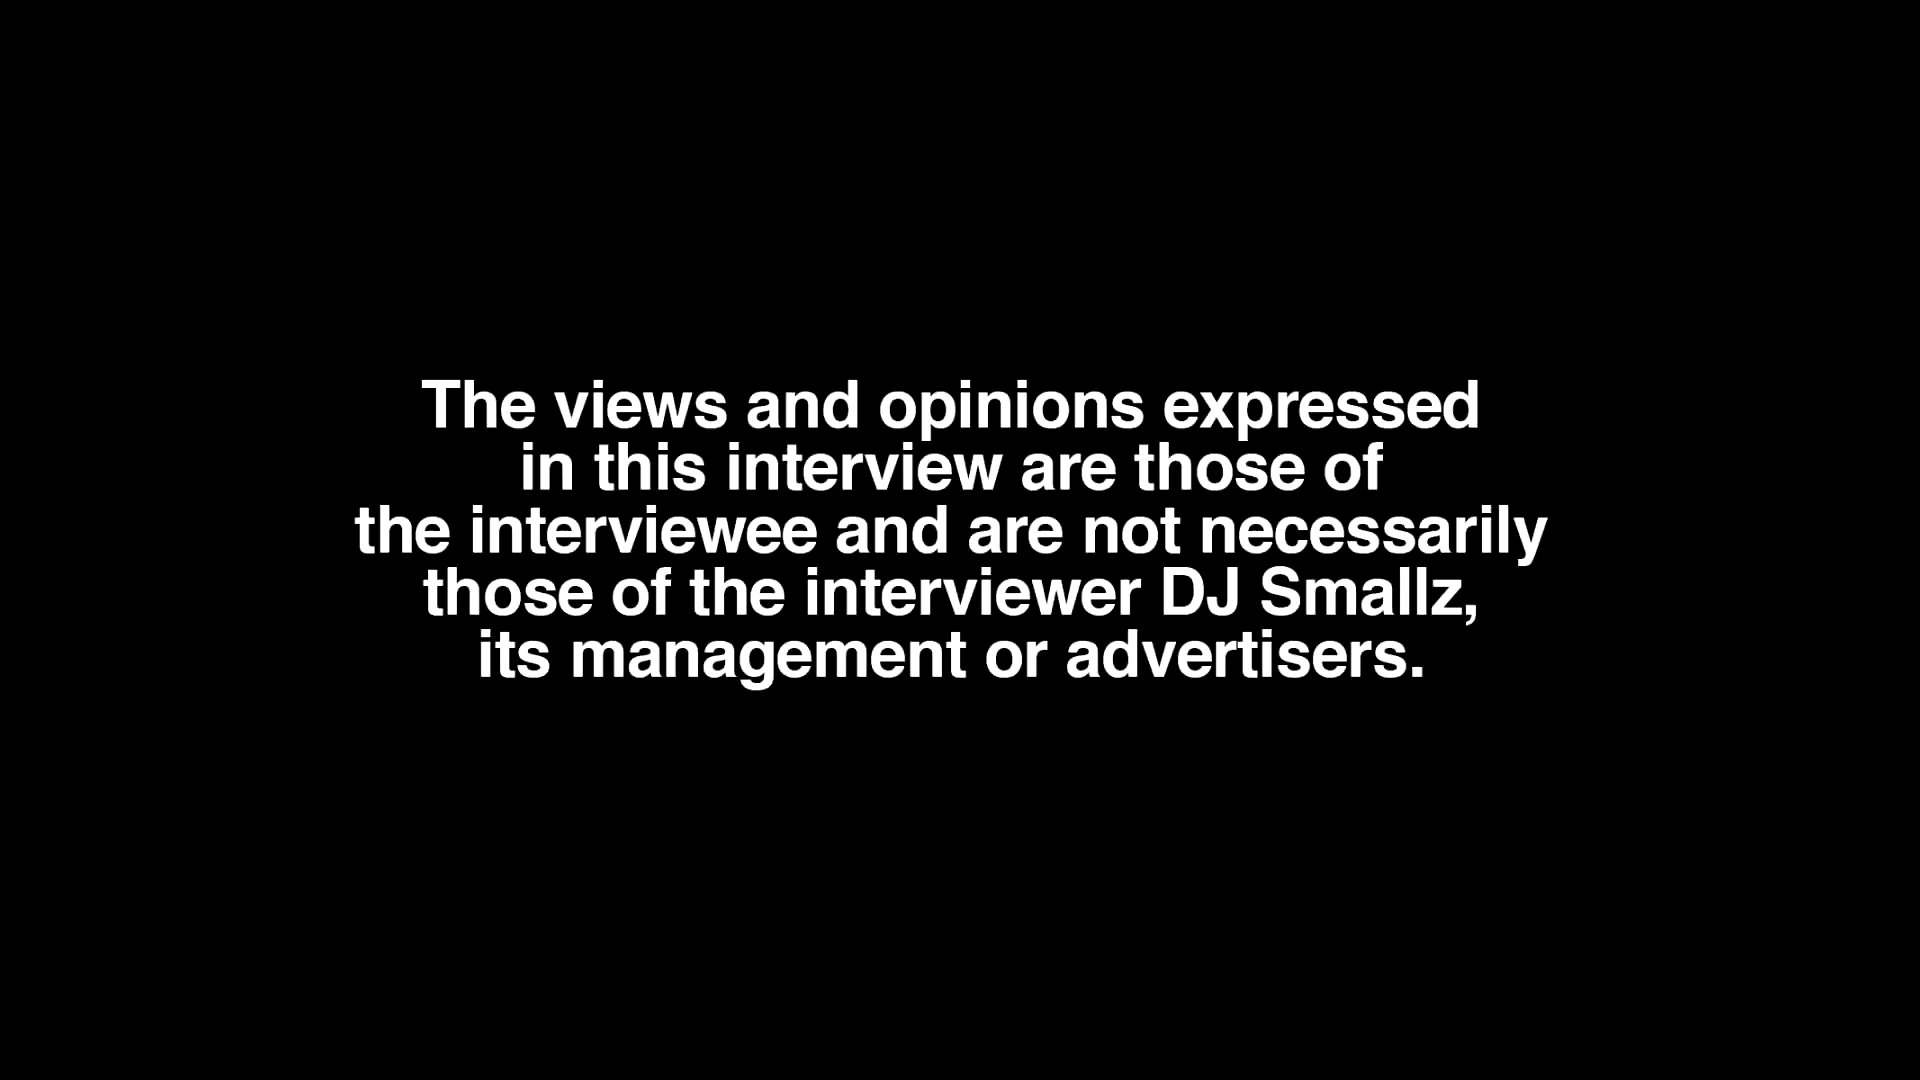 The views and opinions expressed
in this interview are those of
the interviewee and are not necessarily
those of the interviewer DJ Smallz,
its management or advertisers.